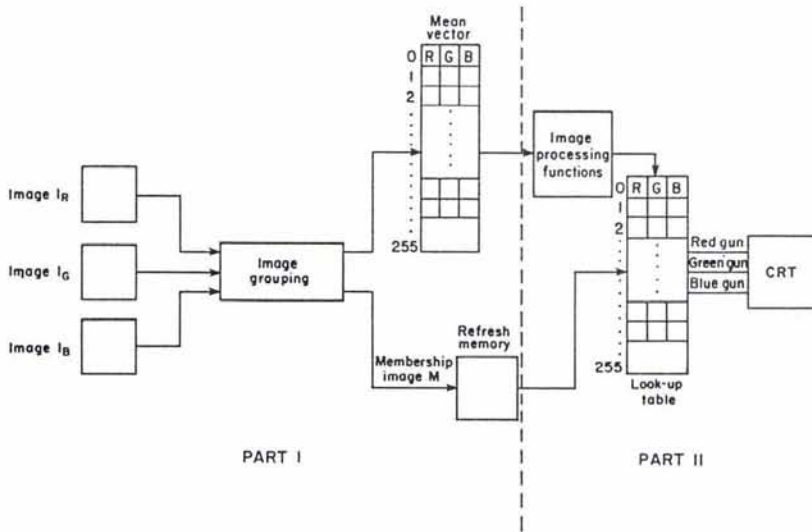 Mean
vector
0 R G B
1
2
255
Image I_R
Image I_G
Image I_B
Image
grouping
Membership
image M
Refresh
memory
PART I
Image
processing
functions
0 R G B
1
2
255
Look-up
table
Red gun
Green gun
Blue gun
CRT
PART II